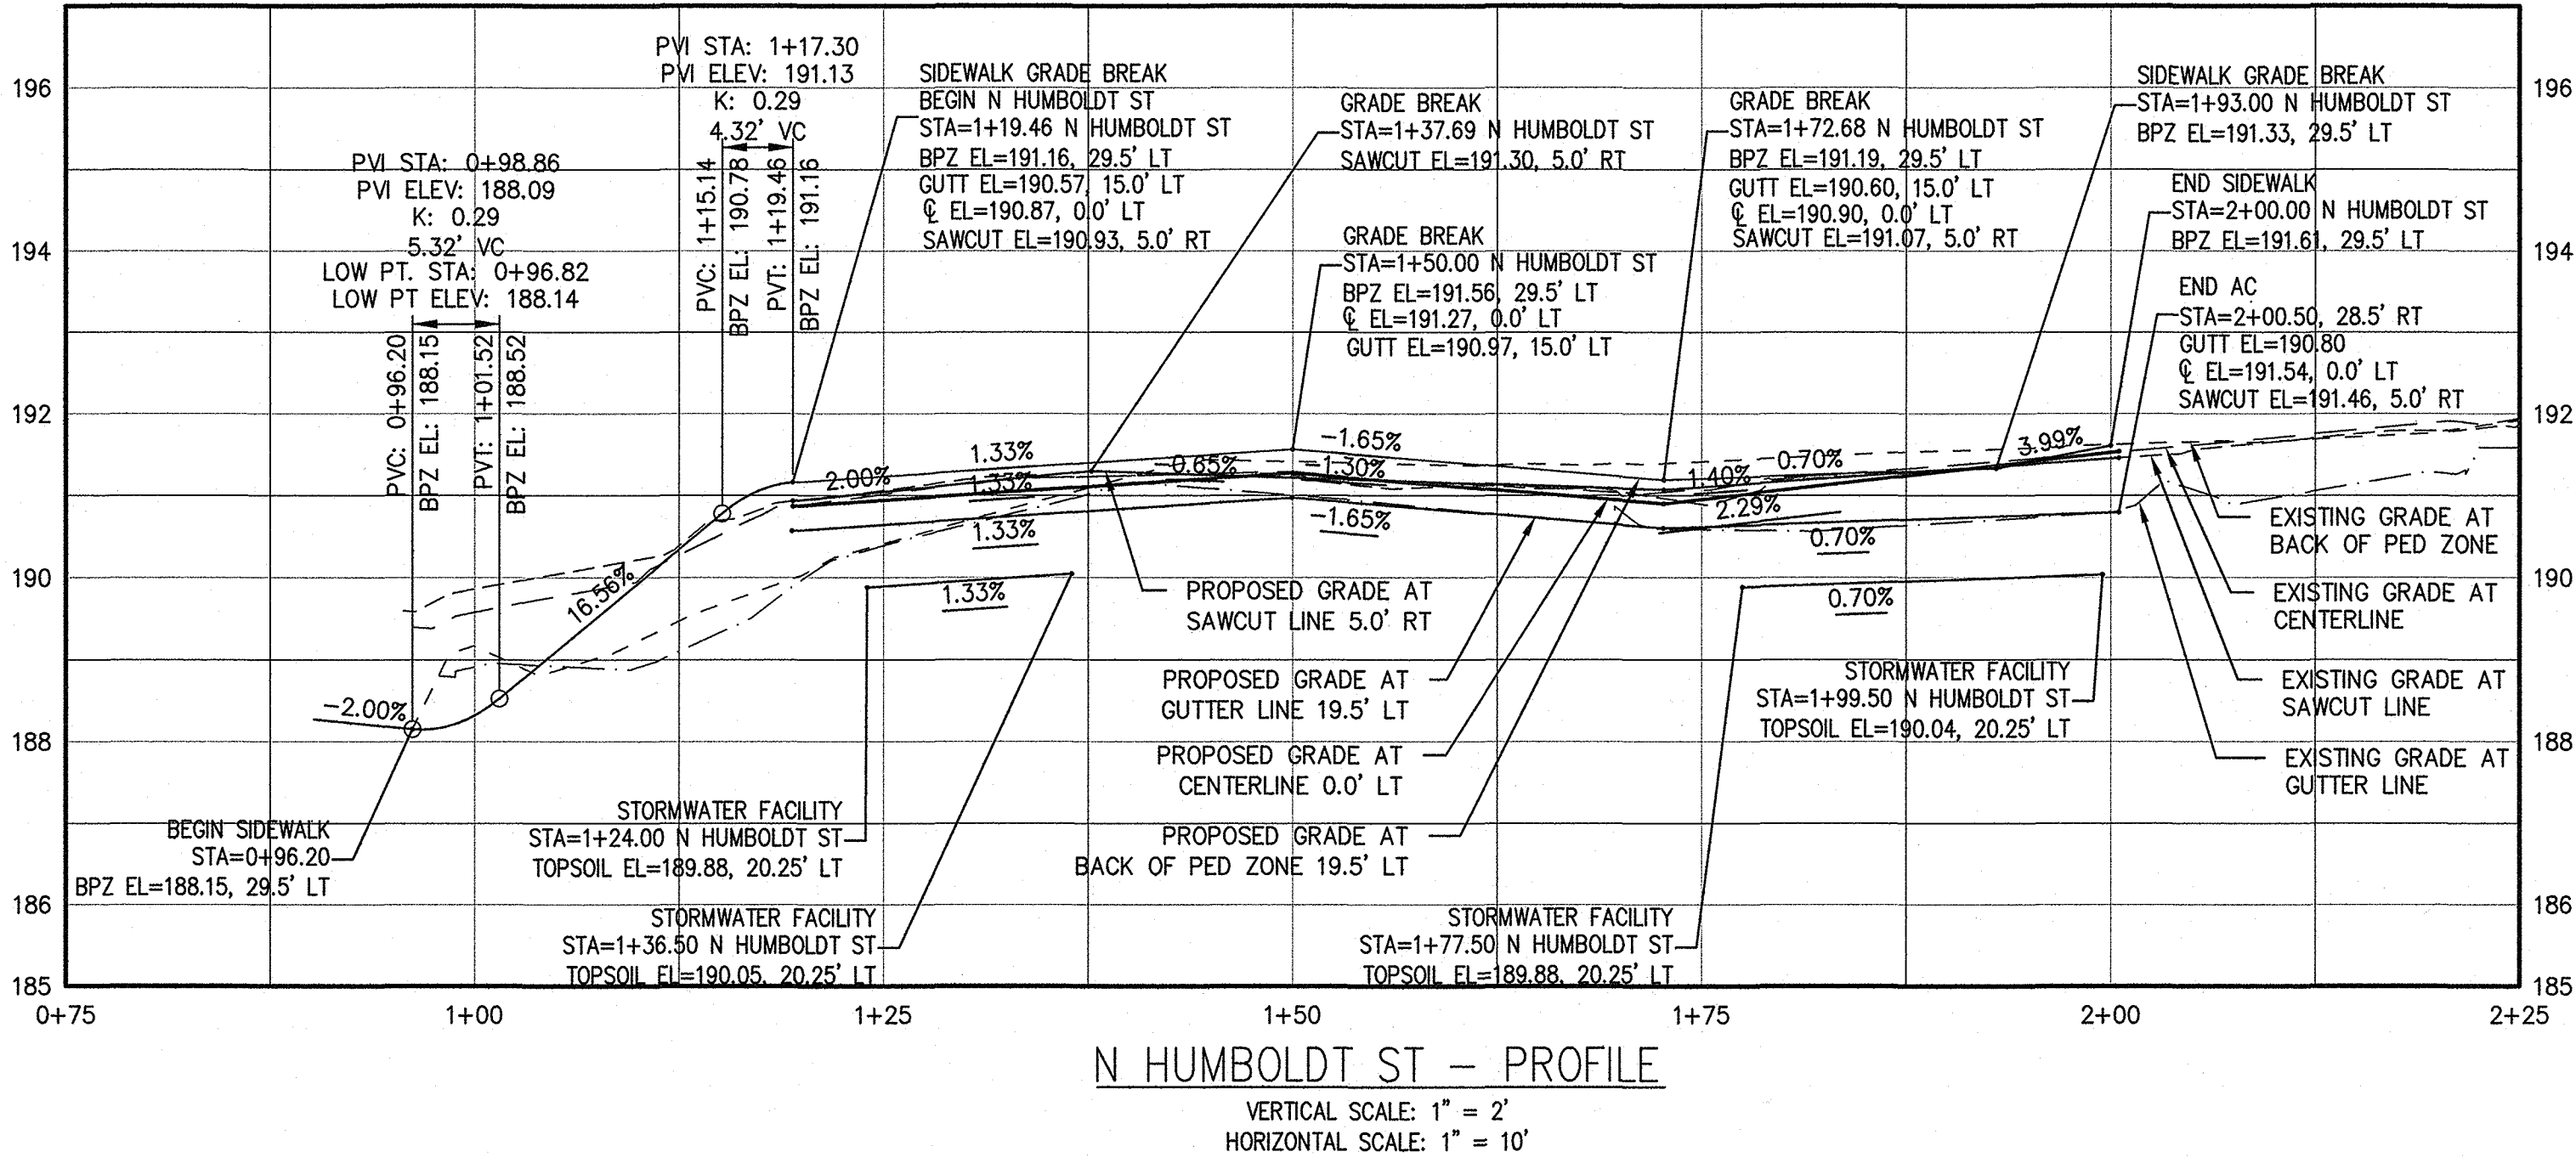 PVI STA: 1+17.30
PVI ELEV: 191.13
K: 0.29
4.32' VC
PVC: 1+15.14
BPZ EL: 190.78
PVT: 1+19.46
BPZ EL: 191.16
PVI STA: 0+98.86
PVI ELEV: 188.09
K: 0.29
5.32' VC
LOW PT. STA: 0+96.82
LOW PT ELEV: 188.14
PVC: 0+96.20
BPZ EL: 188.15
PVT: 1+01.52
BPZ EL: 188.52
SIDEWALK GRADE BREAK
BEGIN N HUMBOLDT ST
STA=1+19.46 N HUMBOLDT ST
BPZ EL=191.16, 29.5' LT
GUTT EL=190.57, 15.0' LT
℄ EL=190.87, 0.0' LT
SAWCUT EL=190.93, 5.0' RT
GRADE BREAK
STA=1+37.69 N HUMBOLDT ST
SAWCUT EL=191.30, 5.0' RT
GRADE BREAK
STA=1+50.00 N HUMBOLDT ST
BPZ EL=191.56, 29.5' LT
℄ EL=191.27, 0.0' LT
GUTT EL=190.97, 15.0' LT
GRADE BREAK
STA=1+72.68 N HUMBOLDT ST
BPZ EL=191.19, 29.5' LT
GUTT EL=190.60, 15.0' LT
℄ EL=190.90, 0.0' LT
SAWCUT EL=191.07, 5.0' RT
SIDEWALK GRADE BREAK
STA=1+93.00 N HUMBOLDT ST
BPZ EL=191.33, 29.5' LT
END SIDEWALK
STA=2+00.00 N HUMBOLDT ST
BPZ EL=191.61, 29.5' LT
END AC
STA=2+00.50, 28.5' RT
GUTT EL=190.80
℄ EL=191.54, 0.0' LT
SAWCUT EL=191.46, 5.0' RT
196
194
192
190
188
186
185
196
194
192
190
188
186
185
-2.00%
16.56%
2.00%
1.33%
1.33%
1.33%
1.33%
-0.65%
-1.65%
-1.30%
-1.65%
1.40%
0.70%
2.29%
0.70%
3.99%
0.70%
BEGIN SIDEWALK
STA=0+96.20
BPZ EL=188.15, 29.5' LT
STORMWATER FACILITY
STA=1+24.00 N HUMBOLDT ST
TOPSOIL EL=189.88, 20.25' LT
STORMWATER FACILITY
STA=1+36.50 N HUMBOLDT ST
TOPSOIL EL=190.05, 20.25' LT
PROPOSED GRADE AT
SAWCUT LINE 5.0' RT
PROPOSED GRADE AT
GUTTER LINE 19.5' LT
PROPOSED GRADE AT
CENTERLINE 0.0' LT
PROPOSED GRADE AT
BACK OF PED ZONE 19.5' LT
STORMWATER FACILITY
STA=1+77.50 N HUMBOLDT ST
TOPSOIL EL=189.88, 20.25' LT
STORMWATER FACILITY
STA=1+99.50 N HUMBOLDT ST
TOPSOIL EL=190.04, 20.25' LT
EXISTING GRADE AT
BACK OF PED ZONE
EXISTING GRADE AT
CENTERLINE
EXISTING GRADE AT
SAWCUT LINE
EXISTING GRADE AT
GUTTER LINE
0+75
1+00
1+25
1+50
1+75
2+00
2+25
N HUMBOLDT ST - PROFILE
VERTICAL SCALE: 1" = 2'
HORIZONTAL SCALE: 1" = 10'